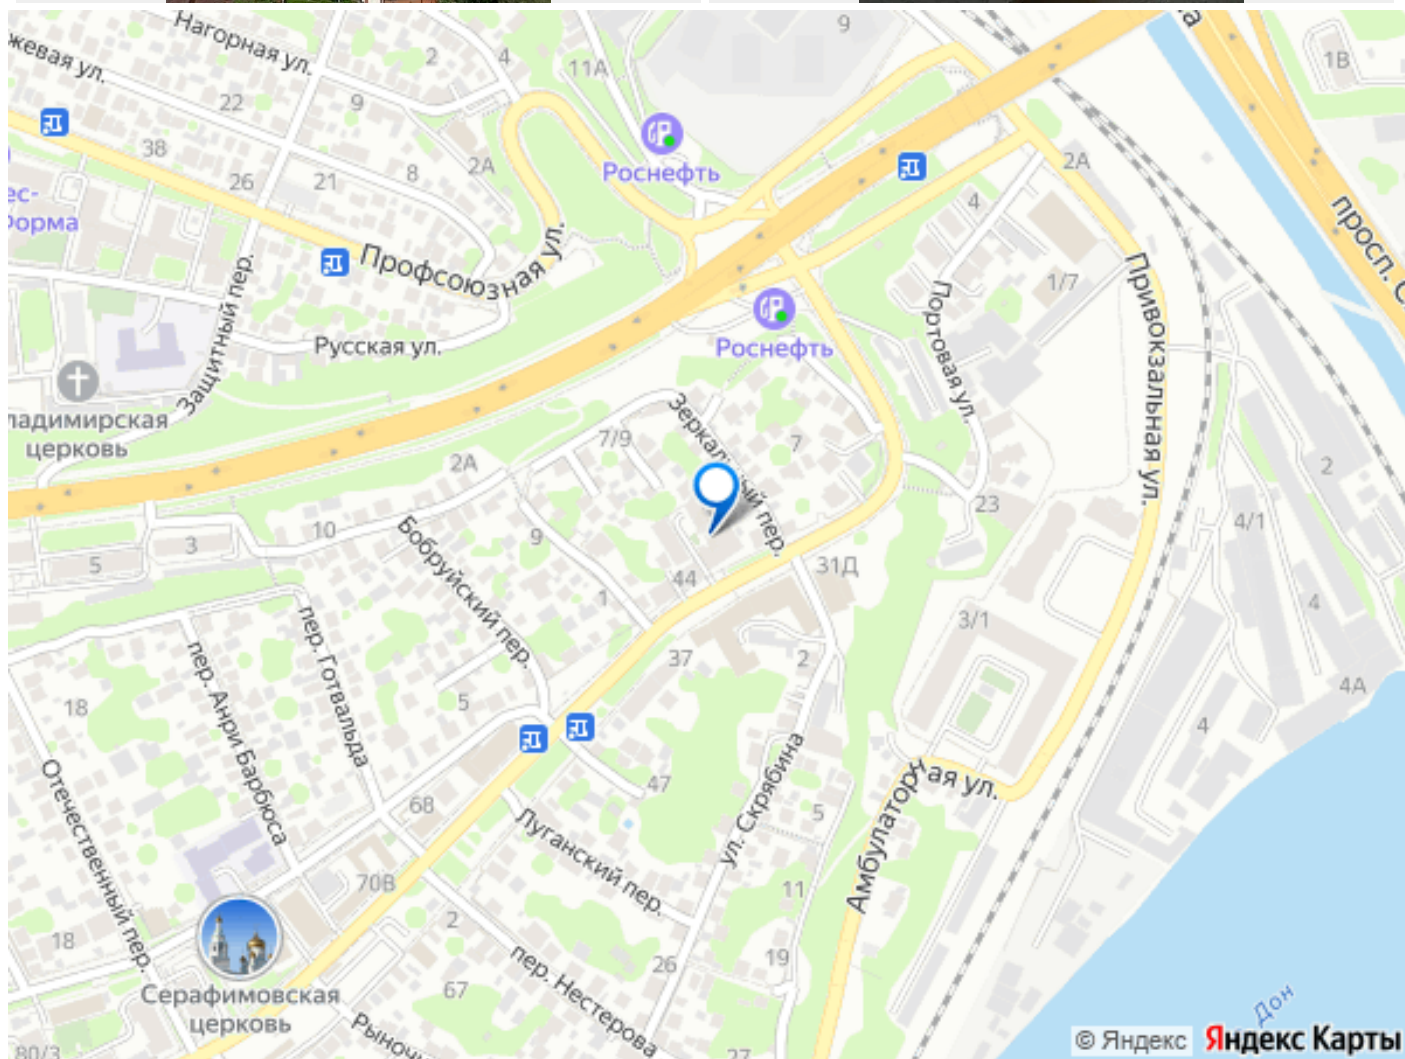 Нагорная ул.
жевая ул.
2
4
11А
9
1В
22
9
38
2А
8
21
26
Роснефть
2А
4
ес-
Форма
Профсоюзная ул.
Защитный пер.
просп. С
Привокзальная ул.
1/7
Портовая ул.
Русская ул.
Роснефть
ладимирская
церковь
Зеркальный пер.
7/9
7
2А
2
23
4/1
10
3
5
9
Бобруйский пер.
44
31Д
1
3/1
4
37
2
пер. Готвальда
пер. Анри Барбюса
18
5
4А
4
47
68
ул. Скрябина
5
Амбулаторная ул.
Отечественный пер.
Луганский пер.
70В
11
2
18
19
26
пер. Нестерова
67
Серафимовская
церковь
Рыночн
80/3
27
Дон
© Яндекс
Яндекс Карты